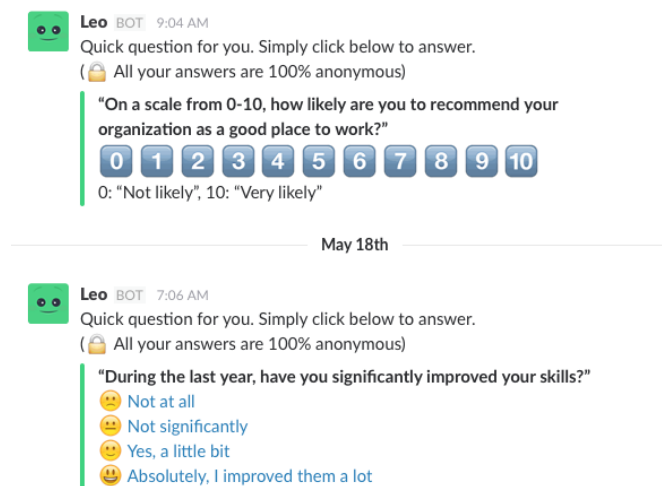 Leo BOT 9:04 AM
Quick question for you. Simply click below to answer.
(🔒 All your answers are 100% anonymous)
“On a scale from 0-10, how likely are you to recommend your
organization as a good place to work?”
0 1 2 3 4 5 6 7 8 9 10
0: “Not likely”, 10: “Very likely”
May 18th
Leo BOT 7:06 AM
Quick question for you. Simply click below to answer.
(🔒 All your answers are 100% anonymous)
“During the last year, have you significantly improved your skills?”
🙁 Not at all
😐 Not significantly
🙂 Yes, a little bit
😃 Absolutely, I improved them a lot